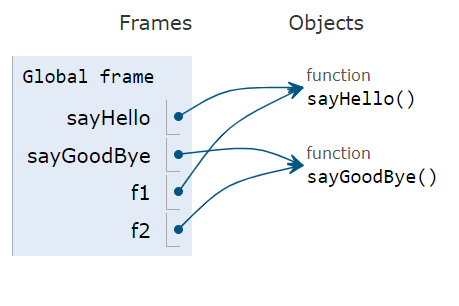 Frames Objects
Global frame
sayHello
sayGoodBye
f1
f2
function
sayHello()
function
sayGoodBye()